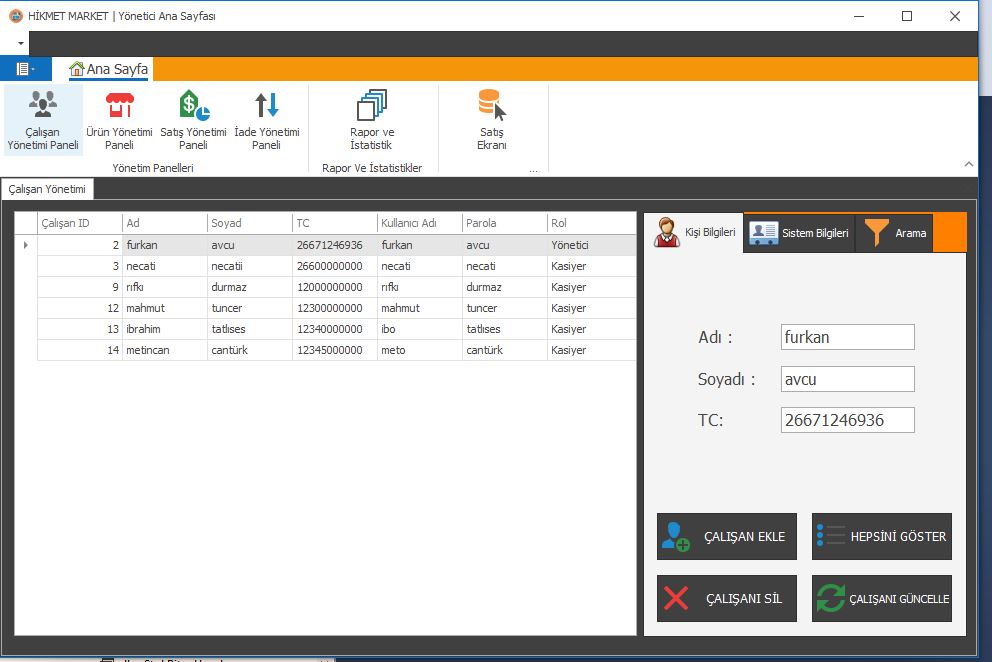 HİKMET MARKET | Yönetici Ana Sayfası
Ana Sayfa
Çalışan Yönetimi Paneli
Ürün Yönetimi Paneli
Satış Yönetimi Paneli
İade Yönetimi Paneli
Rapor ve İstatistik
Satış Ekranı
Yönetim Panelleri
Rapor Ve İstatistikler
...
Çalışan Yönetimi
Çalışan ID Ad Soyad TC Kullanıcı Adı Parola Rol
2 furkan avcu 26671246936 furkan avcu Yönetici
3 necati necatii 26600000000 necati necati Kasiyer
9 rıfkı durmaz 12000000000 rıfkı durmaz Kasiyer
12 mahmut tuncer 12300000000 mahmut tuncer Kasiyer
13 ibrahim tatlıses 12340000000 ibo tatlıses Kasiyer
14 metincan cantürk 12345000000 meto cantürk Kasiyer
Kişi Bilgileri
Sistem Bilgileri
Arama
Adı : furkan
Soyadı : avcu
TC: 26671246936
ÇALIŞAN EKLE
HEPSİNİ GÖSTER
ÇALIŞANI SİL
ÇALIŞANI GÜNCELLE